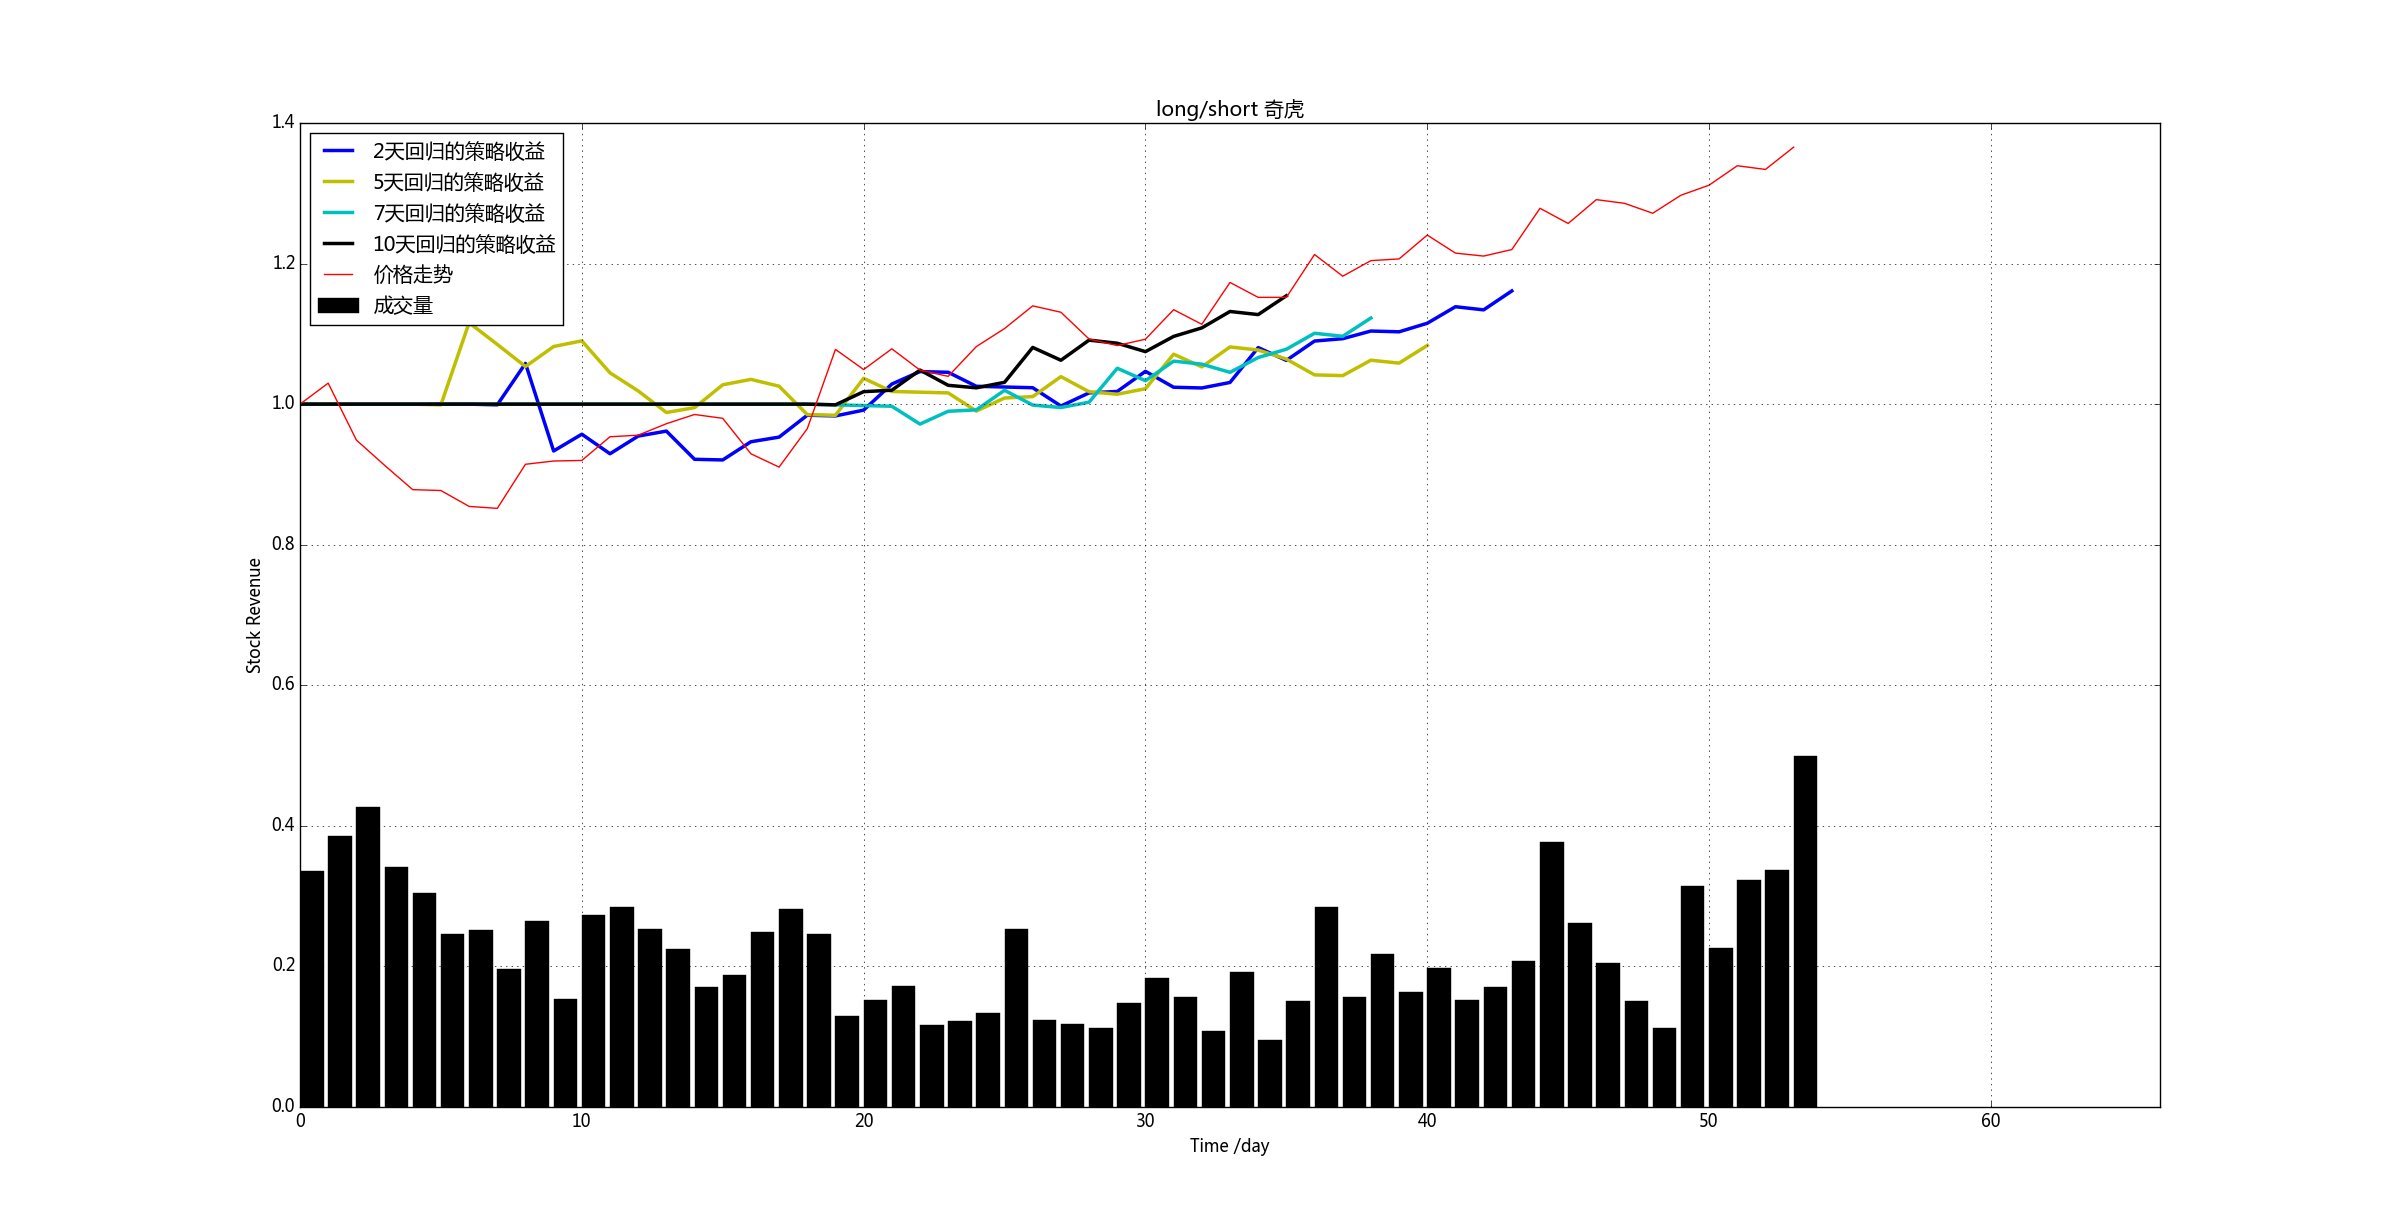 long/short 奇虎
1.4
1.2
1.0
0.8
0.6
0.4
0.2
0.0
2天回归的策略收益
5天回归的策略收益
7天回归的策略收益
10天回归的策略收益
价格走势
成交量
Stock Revenue
0 10 20 30 40 50 60
Time /day